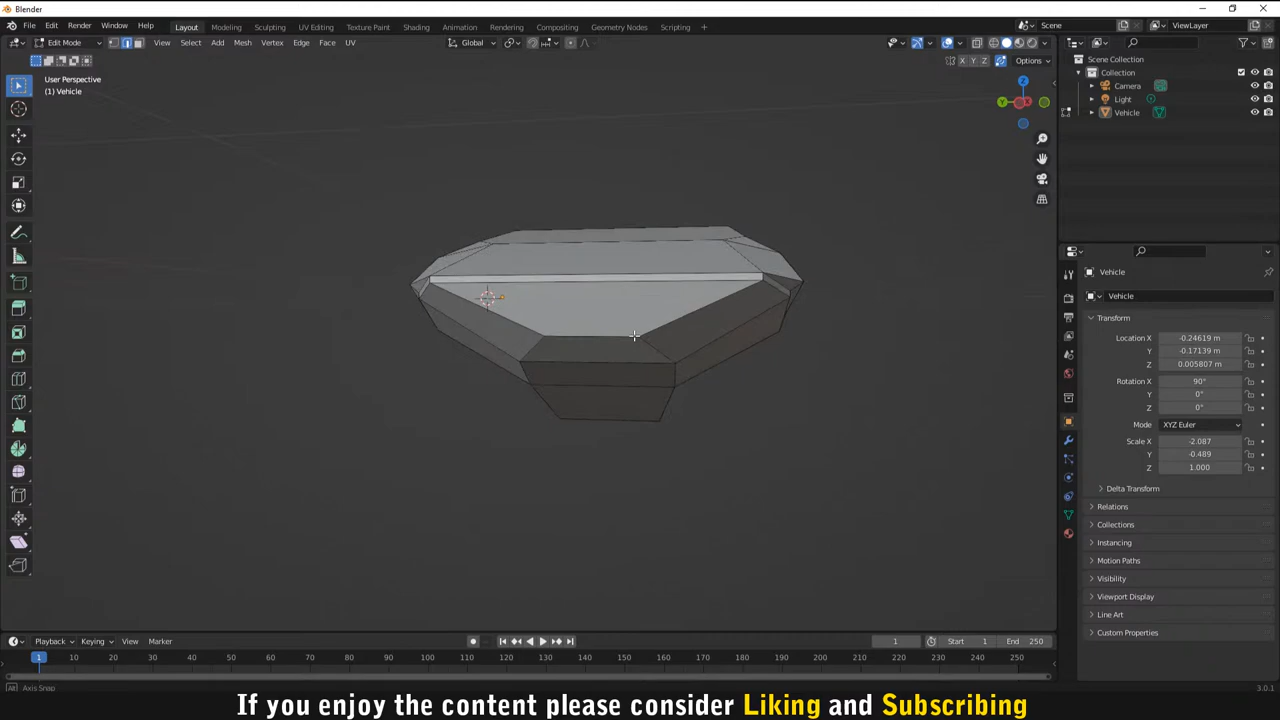 Blender
File Edit Render Window Help Layout Modeling Sculpting UV Editing Texture Paint Shading Animation Rendering Compositing Geometry Nodes Scripting + Scene ViewLayer
Edit Mode View Select Add Mesh Vertex Edge Face UV Global
X Y Z Options
User Perspective
(1) Vehicle
Z
Y X
Scene Collection
Collection
Camera
Light
Vehicle
Vehicle
Vehicle
Transform
Location X -0.24619 m
Y -0.17139 m
Z 0.005807 m
Rotation X 90°
Y 0°
Z 0°
Mode XYZ Euler
Scale X -2.087
Y -0.489
Z 1.000
Delta Transform
Relations
Collections
Instancing
Motion Paths
Visibility
Viewport Display
Line Art
Custom Properties
Playback Keying View Marker 1 Start 1 End 250
1 10 20 30 40 50 60 70 80 90 100 110 120 130 140 150 160 170 180 190 200 210 220 230 240 250
Alt Axis Snap 3.0.1
If you enjoy the content please consider Liking and Subscribing